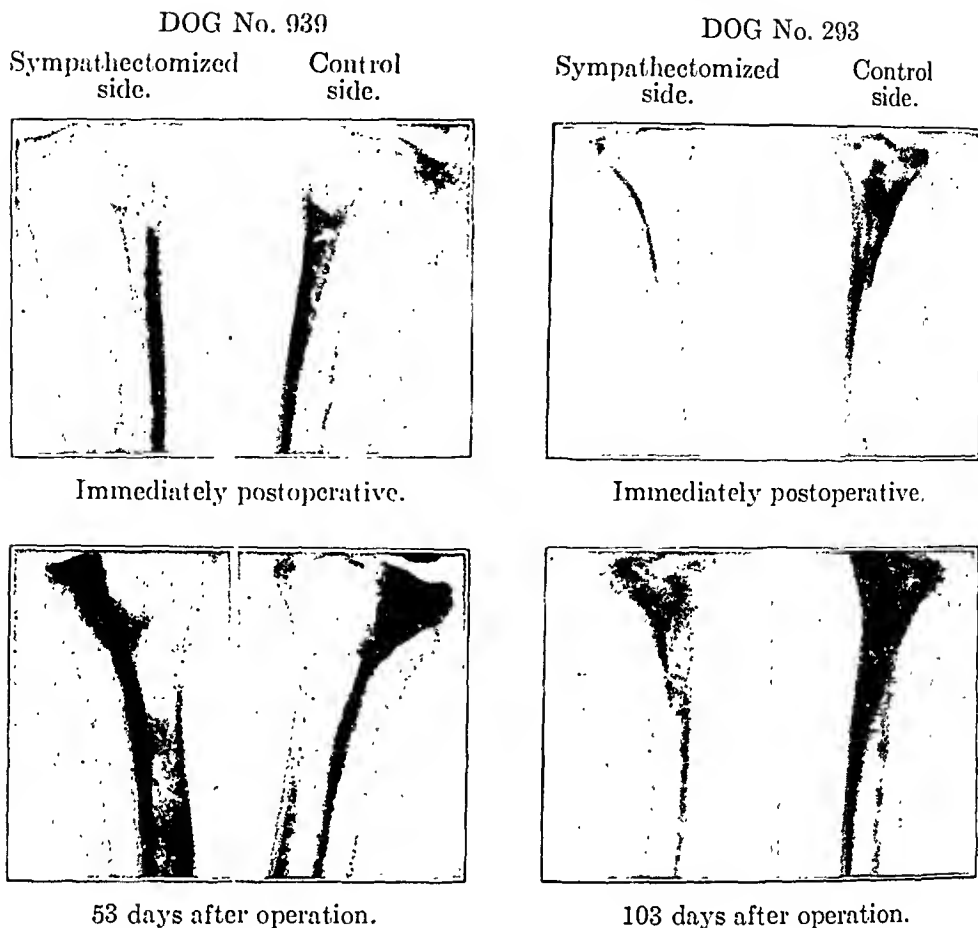 DOG No. 939
Sympathectomized side.
Control side.
Immediately postoperative.
53 days after operation.
DOG No. 293
Sympathectomized side.
Control side.
Immediately postoperative.
103 days after operation.